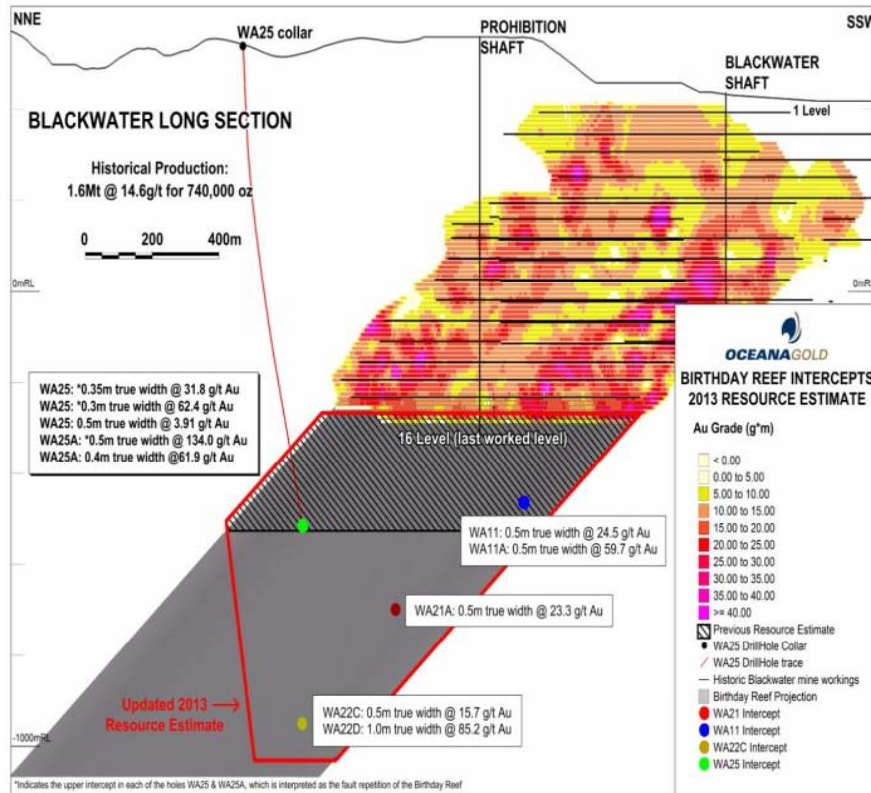 NNE
WA25 collar
PROHIBITION
SHAFT
SSW
BLACKWATER
SHAFT
1 Level
BLACKWATER LONG SECTION
Historical Production:
1.6Mt @ 14.6g/t for 740,000 oz
0 200 400m
0mRL
0mRL
WA25: *0.35m true width @ 31.8 g/t Au
WA25: *0.3m true width @ 62.4 g/t Au
WA25: 0.5m true width @ 3.91 g/t Au
WA25A: *0.5m true width @ 134.0 g/t Au
WA25A: 0.4m true width @61.9 g/t Au
16 Level (last worked level)
WA11: 0.5m true width @ 24.5 g/t Au
WA11A: 0.5m true width @ 59.7 g/t Au
WA21A: 0.5m true width @ 23.3 g/t Au
Updated 2013
Resource Estimate
WA22C: 0.5m true width @ 15.7 g/t Au
WA22D: 1.0m true width @ 85.2 g/t Au
-1000mRL
*Indicates the upper intercept in each of the holes WA25 & WA25A, which is interpreted as the fault repetition of the Birthday Reef
OCEANAGOLD
BIRTHDAY REEF INTERCEPTS
2013 RESOURCE ESTIMATE
Au Grade (g*m)
< 0.00
0.00 to 5.00
5.00 to 10.00
10.00 to 15.00
15.00 to 20.00
20.00 to 25.00
25.00 to 30.00
30.00 to 35.00
35.00 to 40.00
>= 40.00
Previous Resource Estimate
WA25 DrillHole Collar
WA25 DrillHole trace
Historic Blackwater mine workings
Birthday Reef Projection
WA21 Intercept
WA11 Intercept
WA22C Intercept
WA25 Intercept